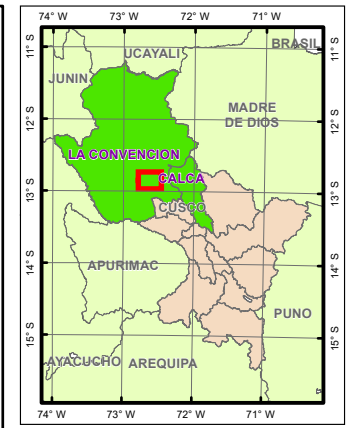 74° W 73° W 72° W 71° W
11° S 11° S
UCAYALI
BRASIL
JUNIN
MADRE
DE DIOS
12° S 12° S
LA CONVENCION
CALCA
13° S 13° S
CUSCO
APURIMAC
14° S 14° S
PUNO
15° S 15° S
AYACUCHO AREQUIPA
74° W 73° W 72° W 71° W